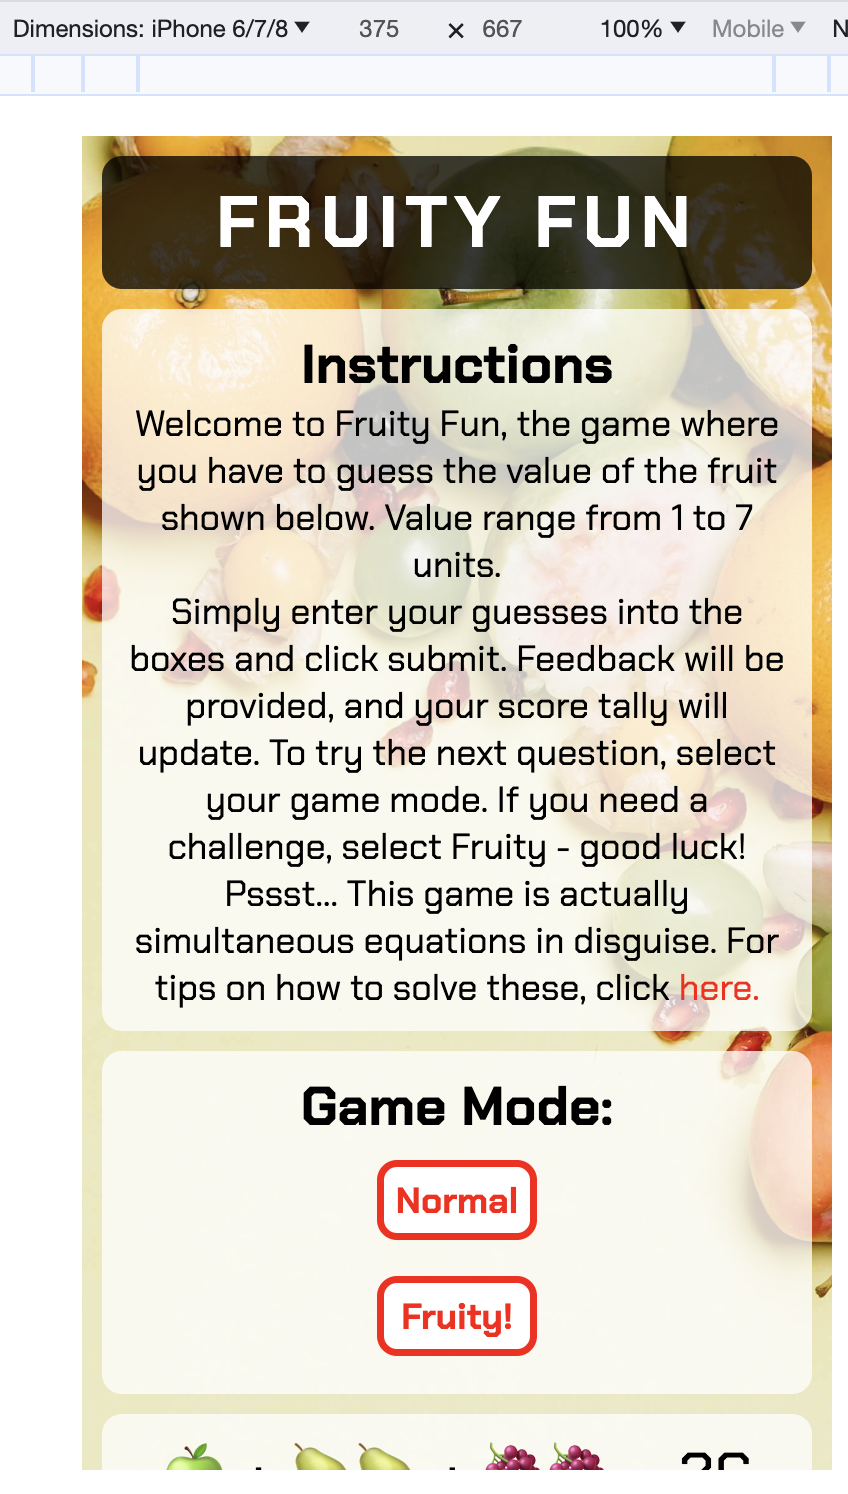 Dimensions: iPhone 6/7/8 ▼ 375 × 667 100% ▼ Mobile ▼
FRUITY FUN
Instructions
Welcome to Fruity Fun, the game where
you have to guess the value of the fruit
shown below. Value range from 1 to 7
units.
Simply enter your guesses into the
boxes and click submit. Feedback will be
provided, and your score tally will
update. To try the next question, select
your game mode. If you need a
challenge, select Fruity - good luck!
Pssst... This game is actually
simultaneous equations in disguise. For
tips on how to solve these, click here.
Game Mode:
Normal
Fruity!